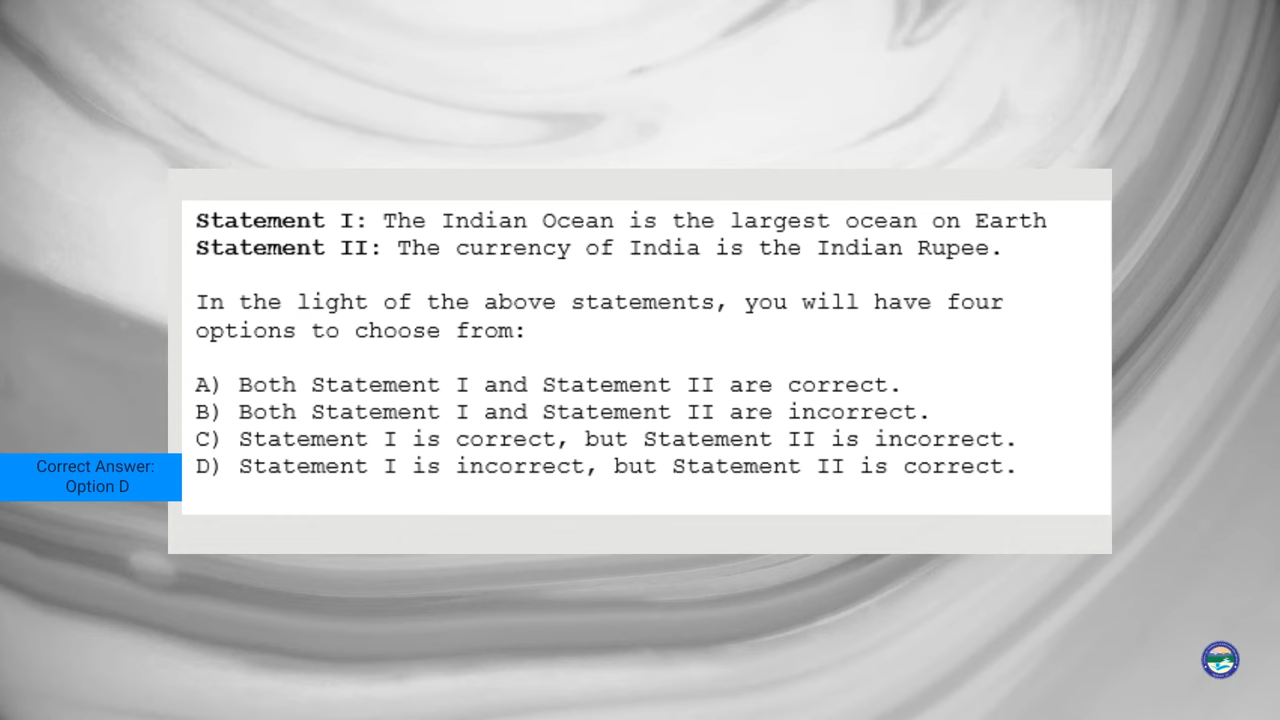 Statement I: The Indian Ocean is the largest ocean on Earth
Statement II: The currency of India is the Indian Rupee.
In the light of the above statements, you will have four
options to choose from:
A) Both Statement I and Statement II are correct.
B) Both Statement I and Statement II are incorrect.
C) Statement I is correct, but Statement II is incorrect.
D) Statement I is incorrect, but Statement II is correct.
Correct Answer:
Option D